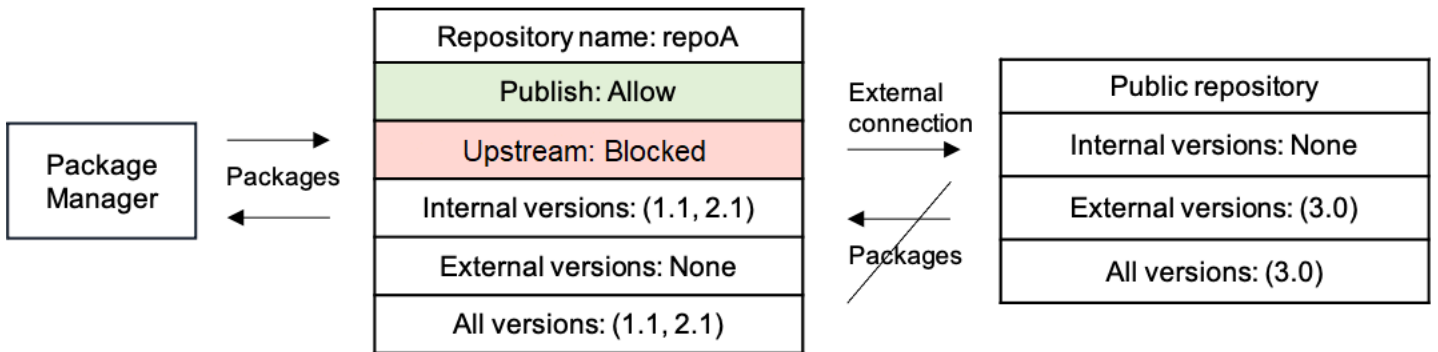 Package
Manager
Packages
Repository name: repoA
Publish: Allow
Upstream: Blocked
Internal versions: (1.1, 2.1)
External versions: None
All versions: (1.1, 2.1)
External
connection
Packages
Public repository
Internal versions: None
External versions: (3.0)
All versions: (3.0)